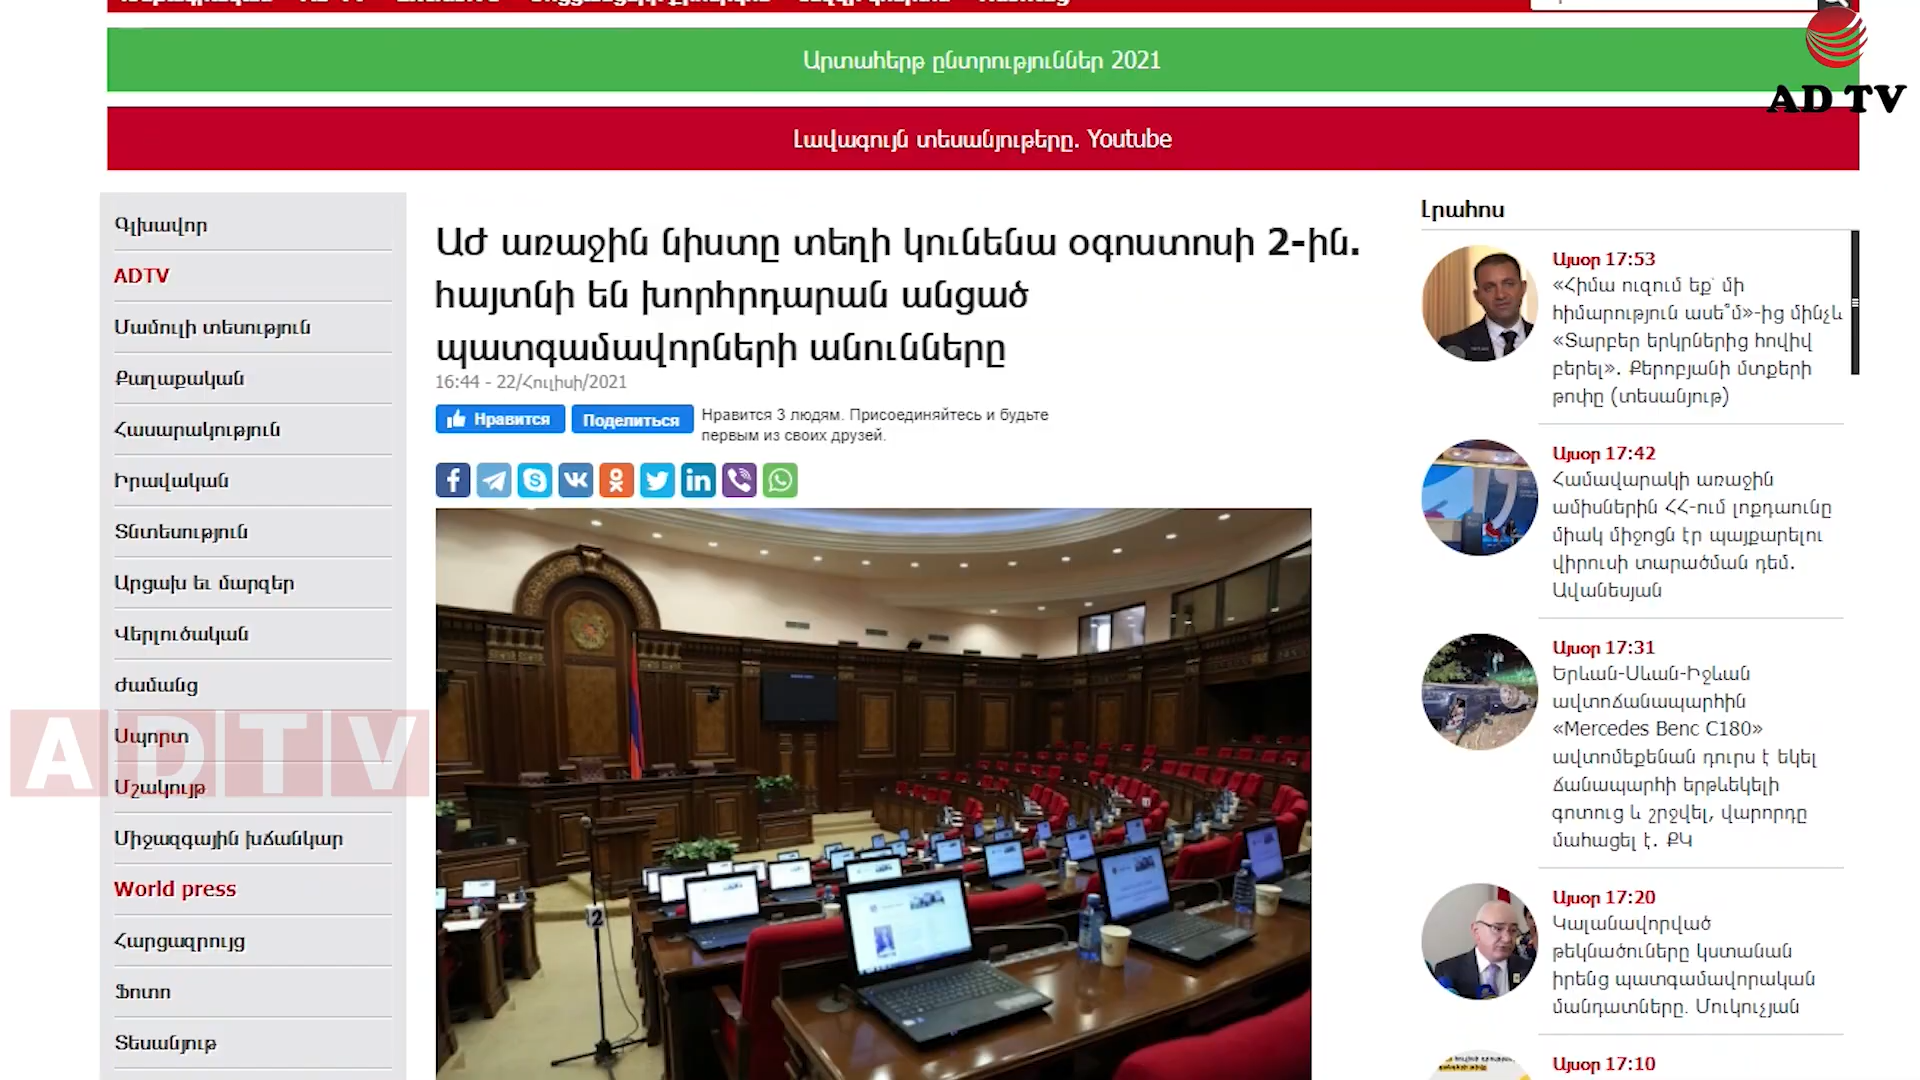 Արտահերթ ընտրություններ 2021
AD TV
Լավագույն տեսանյութերը. Youtube
Գլխավոր
ADTV
Մամուլի տեսություն
Քաղաքական
Հասարակություն
Իրավական
Տնտեսություն
Արցախ եւ մարզեր
Վերլուծական
Ժամանց
Սպորտ
Մշակույթ
Միջազգային խճանկար
World press
Հարցազրույց
Ֆոտո
Տեսանյութ
ADTV
ԱԺ առաջին նիստը տեղի կունենա օգոստոսի 2-ին.
հայտնի են խորհրդարան անցած
պատգամավորների անունները
16:44 - 22/Հուլիսի/2021
Нравится
Поделиться
Нравится 3 людям. Присоединяйтесь и будьте
первым из своих друзей.
2
Լրահոս
Այսօր 17:53
«Հիմա ուզում եք՝ մի
հիմարություն ասե՞մ»-ից մինչև
«Տարբեր երկրներից հովիվ
բերել»․ Քերոբյանի մտքերի
թոփը (տեսանյութ)
Այսօր 17:42
Համավարակի առաջին
ամիսներին ՀՀ-ում լոքդաունը
միակ միջոցն էր պայքարելու
վիրուսի տարածման դեմ.
Ավանեսյան
Այսօր 17:31
Երևան-Սևան-Իջևան
ավտոճանապարհին
«Mercedes Benc C180»
ավտոմեքենան դուրս է եկել
ճանապարհի երթևեկելի
գոտուց և շրջվել, վարորդը
մահացել է. ՔԿ
Այսօր 17:20
Կալանավորված
թեկնածուները կստանան
իրենց պատգամավորական
մանդատները. Մուկուչյան
Այսօր 17:10